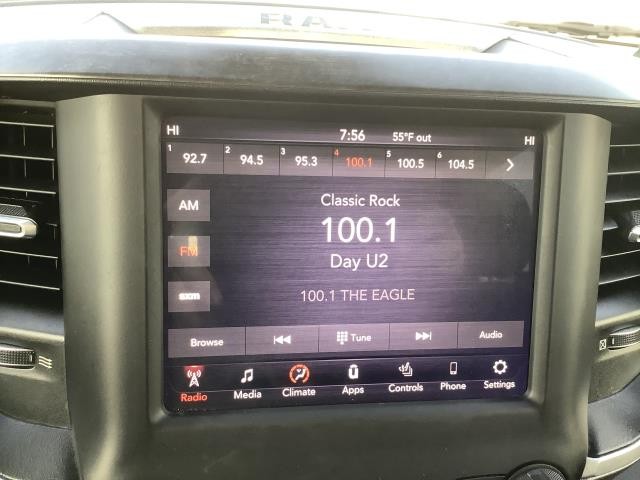 RAM
HI 7:56 55°F out HI
1 92.7 2 94.5 3 95.3 4 100.1 5 100.5 6 104.5
AM
Classic Rock
100.1
FM
Day U2
sxm
100.1 THE EAGLE
Browse Tune Audio
Radio Media Climate Apps Controls Phone Settings